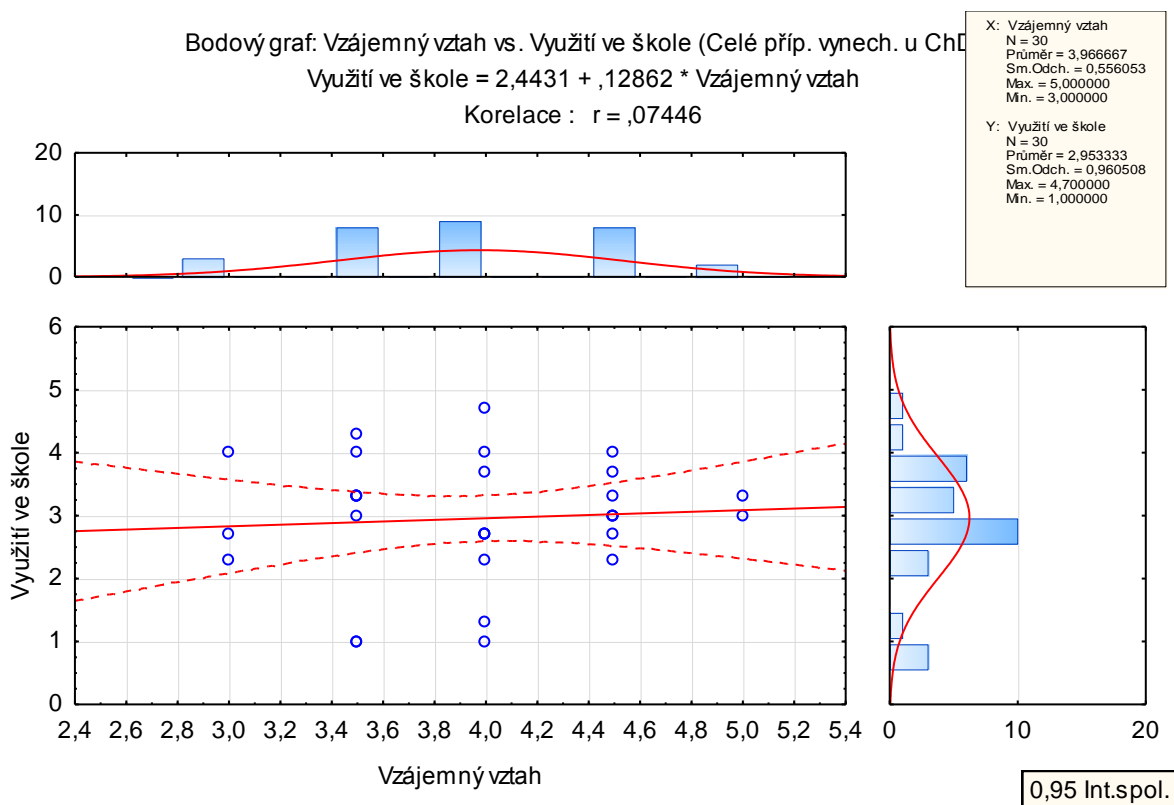 Bodový graf: Vzájemný vztah vs. Využití ve škole (Celé příp. vynech. u ChD
Využití ve škole = 2,4431 + ,12862 * Vzájemný vztah
Korelace : r = ,07446
X: Vzájemný vztah
N = 30
Průměr = 3,966667
Sm.Odch. = 0,556053
Max. = 5,000000
Min. = 3,000000
Y: Využití ve škole
N = 30
Průměr = 2,953333
Sm.Odch. = 0,960508
Max. = 4,700000
Min. = 1,000000
20
10
0
6
5
4
3
2
1
0
Využití ve škole
2,4 2,6 2,8 3,0 3,2 3,4 3,6 3,8 4,0 4,2 4,4 4,6 4,8 5,0 5,2 5,4
Vzájemný vztah
0 10 20
0,95 Int.spol.